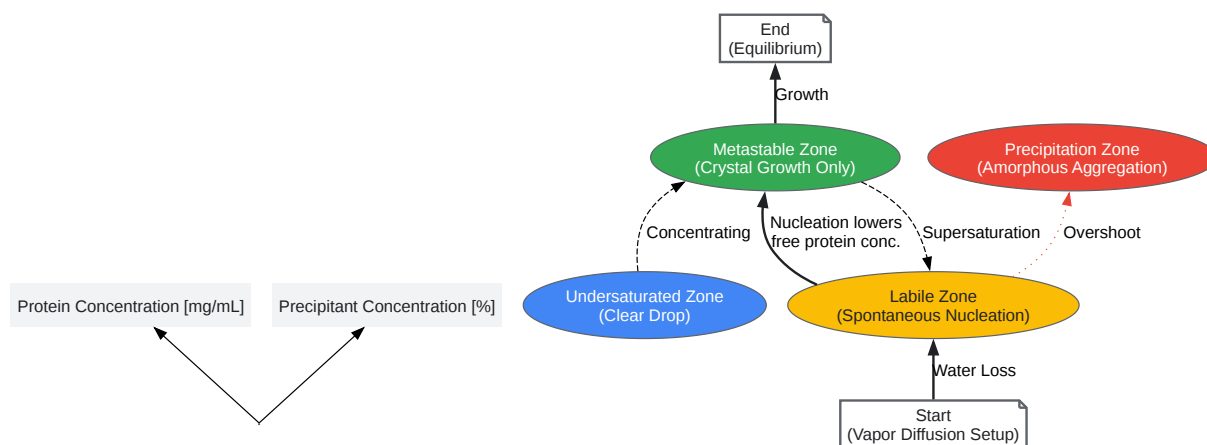 End
(Equilibrium)
Growth
Metastable Zone
(Crystal Growth Only)
Precipitation Zone
(Amorphous Aggregation)
Concentrating
Nucleation lowers
free protein conc.
Supersaturation
Overshoot
Protein Concentration [mg/mL]
Precipitant Concentration [%]
Undersaturated Zone
(Clear Drop)
Labile Zone
(Spontaneous Nucleation)
Water Loss
Start
(Vapor Diffusion Setup)